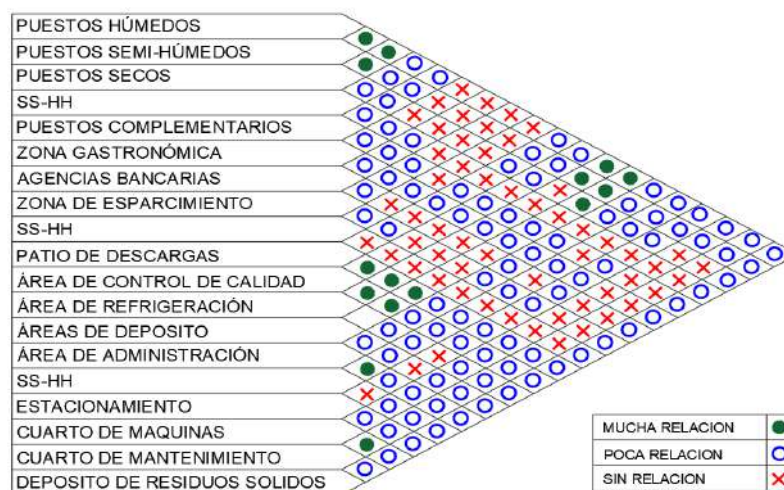 PUESTOS HÚMEDOS
PUESTOS SEMI-HÚMEDOS
PUESTOS SECOS
SS-HH
PUESTOS COMPLEMENTARIOS
ZONA GASTRONÓMICA
AGENCIAS BANCARIAS
ZONA DE ESPARCIMIENTO
SS-HH
PATIO DE DESCARGAS
ÁREA DE CONTROL DE CALIDAD
ÁREA DE REFRIGERACIÓN
ÁREAS DE DEPOSITO
ÁREA DE ADMINISTRACIÓN
SS-HH
ESTACIONAMIENTO
CUARTO DE MAQUINAS
CUARTO DE MANTENIMIENTO
DEPOSITO DE RESIDUOS SOLIDOS
MUCHA RELACION
POCA RELACION
SIN RELACION